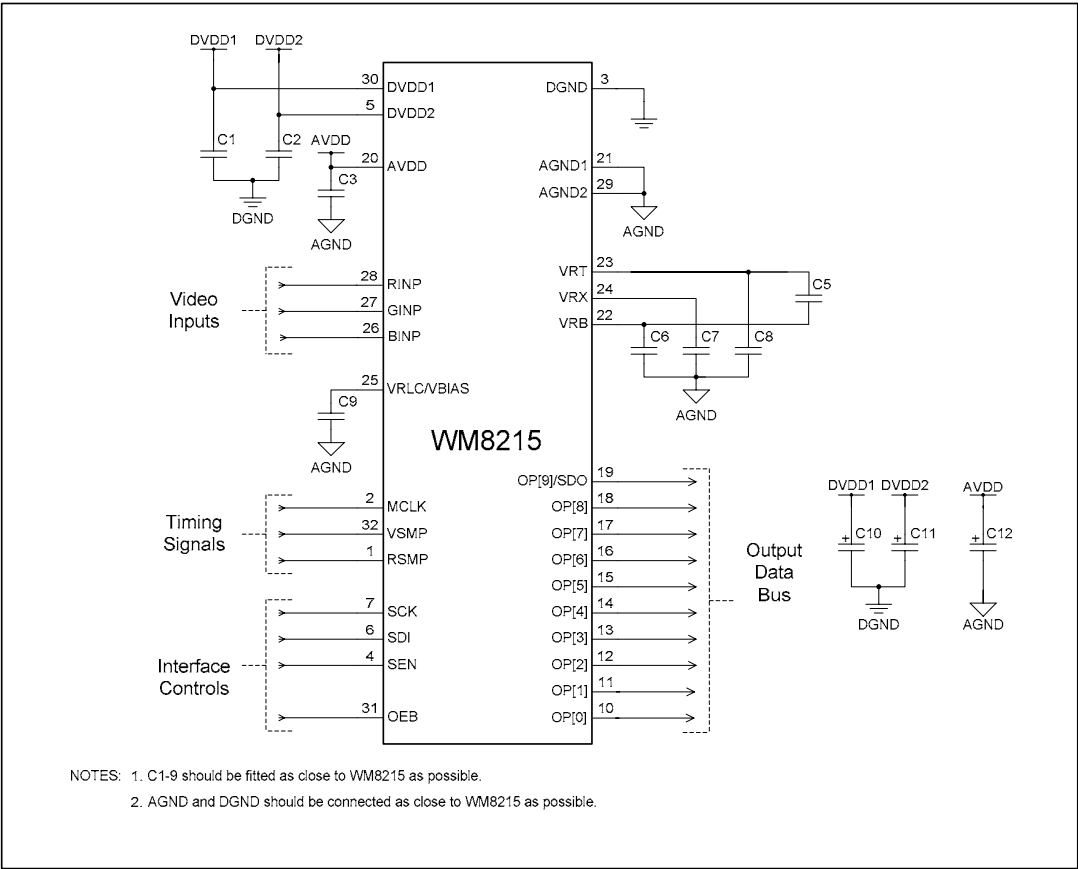 DVDD1 DVDD2
30 DVDD1 DGND 3
5 DVDD2
C1 C2 AVDD
20 AVDD AGND1 21
C3 AGND2 29
DGND
AGND AGND
VRT 23
28 RINP VRX 24 C5
Video
Inputs
27 GINP VRB 22
26 BINP C6 C7 C8
25 VRLC/VBIAS
C9 AGND
WM8215
AGND
OP[9]/SDO 19
DVDD1 DVDD2 AVDD
2 MCLK OP[8] 18
Timing
Signals
32 VSMP OP[7] 17
+ C10 + C11 + C12
1 RSMP OP[6] 16
Output
Data
Bus
OP[5] 15
7 SCK OP[4] 14
DGND AGND
6 SDI OP[3] 13
4 SEN OP[2] 12
Interface
Controls
OP[1] 11
31 OEB OP[0] 10
NOTES: 1. C1-9 should be fitted as close to WM8215 as possible.
2. AGND and DGND should be connected as close to WM8215 as possible.